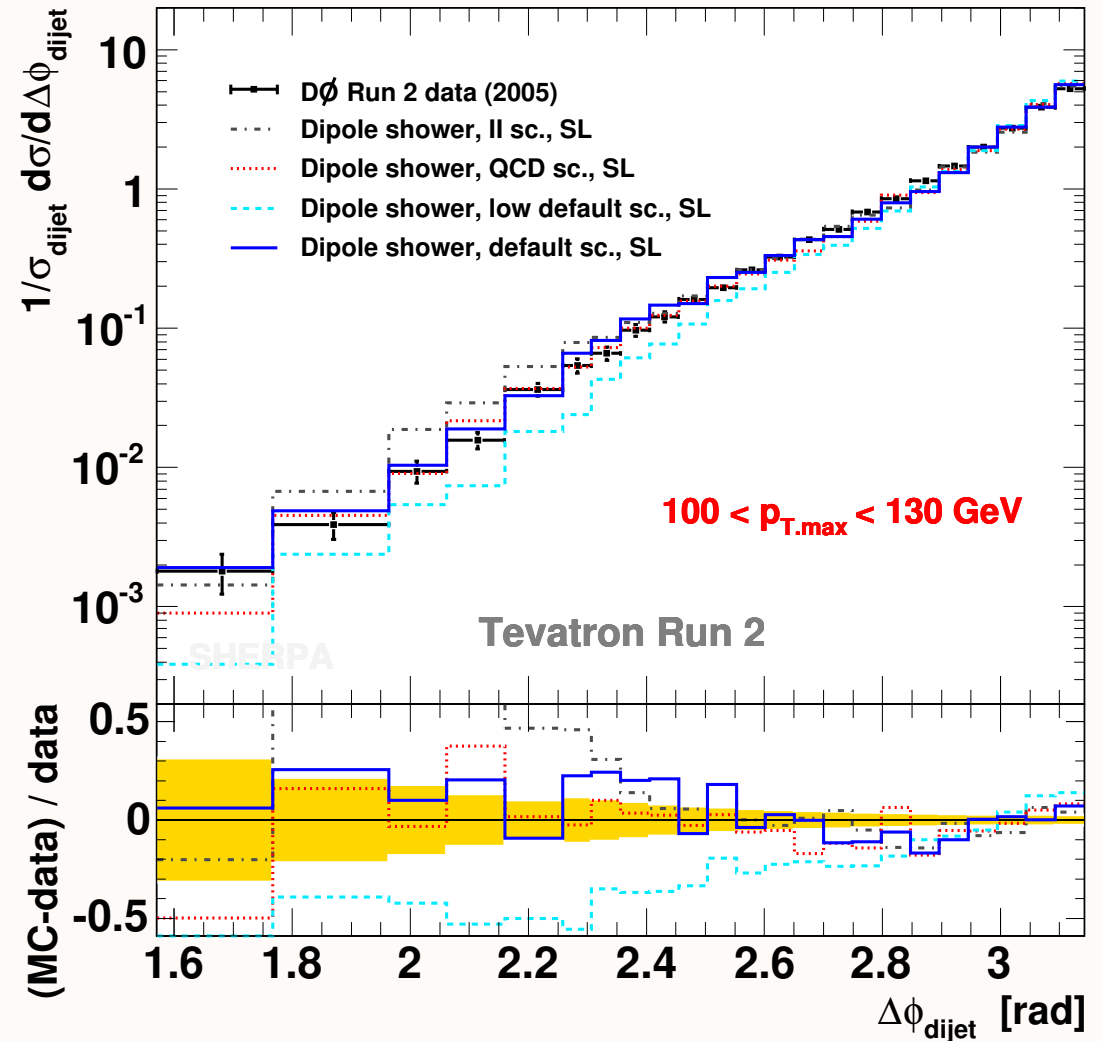 1/σ_dijet dσ/dΔϕ_dijet
10
1
10^-1
10^-2
10^-3
DØ Run 2 data (2005)
Dipole shower, II sc., SL
Dipole shower, QCD sc., SL
Dipole shower, low default sc., SL
Dipole shower, default sc., SL
100 < p_T.max < 130 GeV
Tevatron Run 2
SHERPA
(MC-data) / data
0.5
0
-0.5
1.6 1.8 2 2.2 2.4 2.6 2.8 3
Δϕ_dijet [rad]